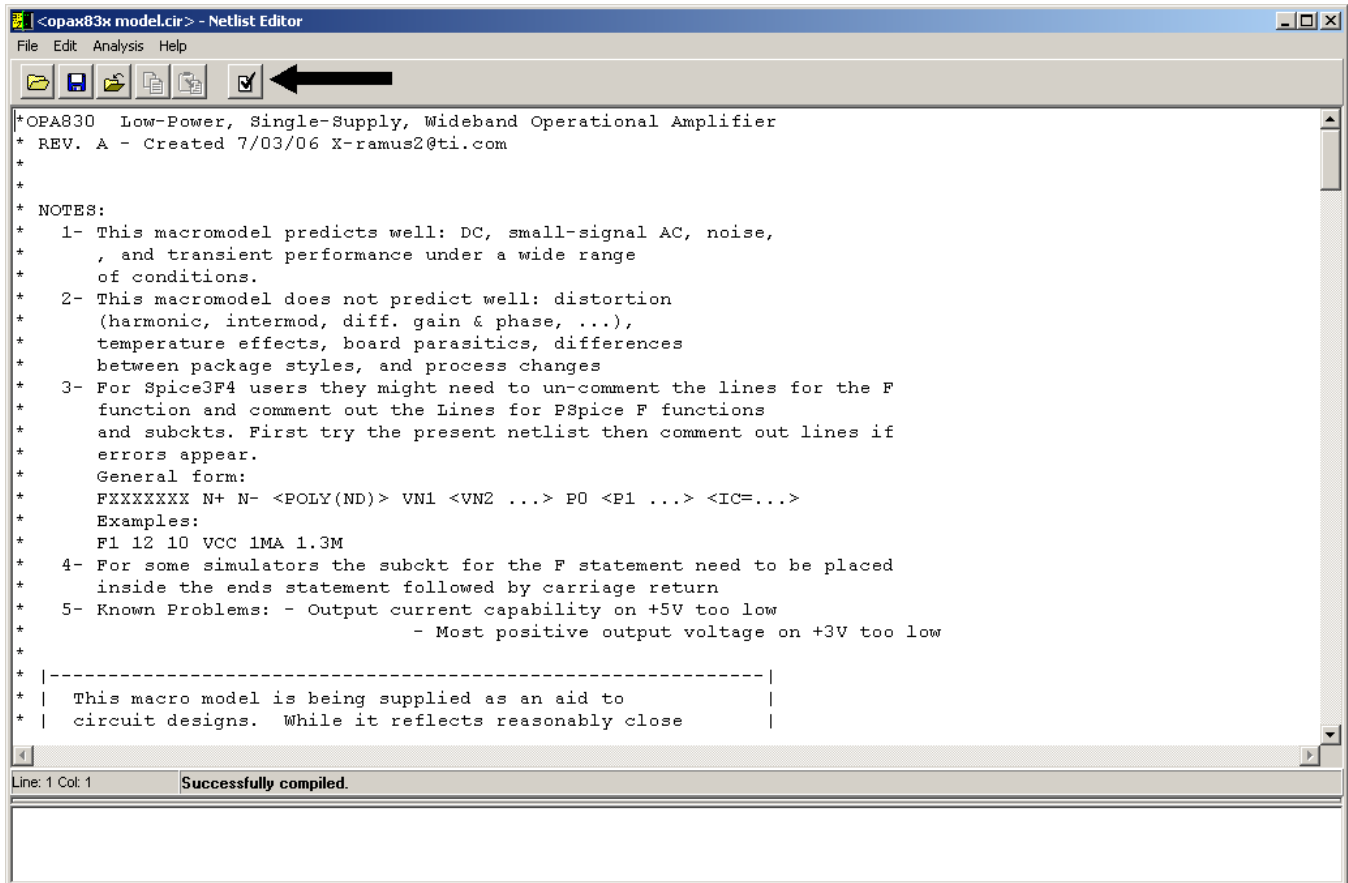 <opax83x model.cir> - Netlist Editor
File Edit Analysis Help
*OPA830 Low-Power, Single-Supply, Wideband Operational Amplifier
* REV. A - Created 7/03/06 X-ramus2@ti.com
*
*
* NOTES:
* 1- This macromodel predicts well: DC, small-signal AC, noise,
* , and transient performance under a wide range
* of conditions.
* 2- This macromodel does not predict well: distortion
* (harmonic, intermod, diff. gain & phase, ...),
* temperature effects, board parasitics, differences
* between package styles, and process changes
* 3- For Spice3F4 users they might need to un-comment the lines for the F
* function and comment out the Lines for PSpice F functions
* and subckts. First try the present netlist then comment out lines if
* errors appear.
* General form:
* FXXXXXXX N+ N- <POLY(ND)> VN1 <VN2 ...> P0 <P1 ...> <IC=...>
* Examples:
* F1 12 10 VCC 1MA 1.3M
* 4- For some simulators the subckt for the F statement need to be placed
* inside the ends statement followed by carriage return
* 5- Known Problems: - Output current capability on +5V too low
* - Most positive output voltage on +3V too low
*
* |-------------------------------------------------------------|
* | This macro model is being supplied as an aid to |
* | circuit designs. While it reflects reasonably close |
Line: 1 Col: 1 Successfully compiled.